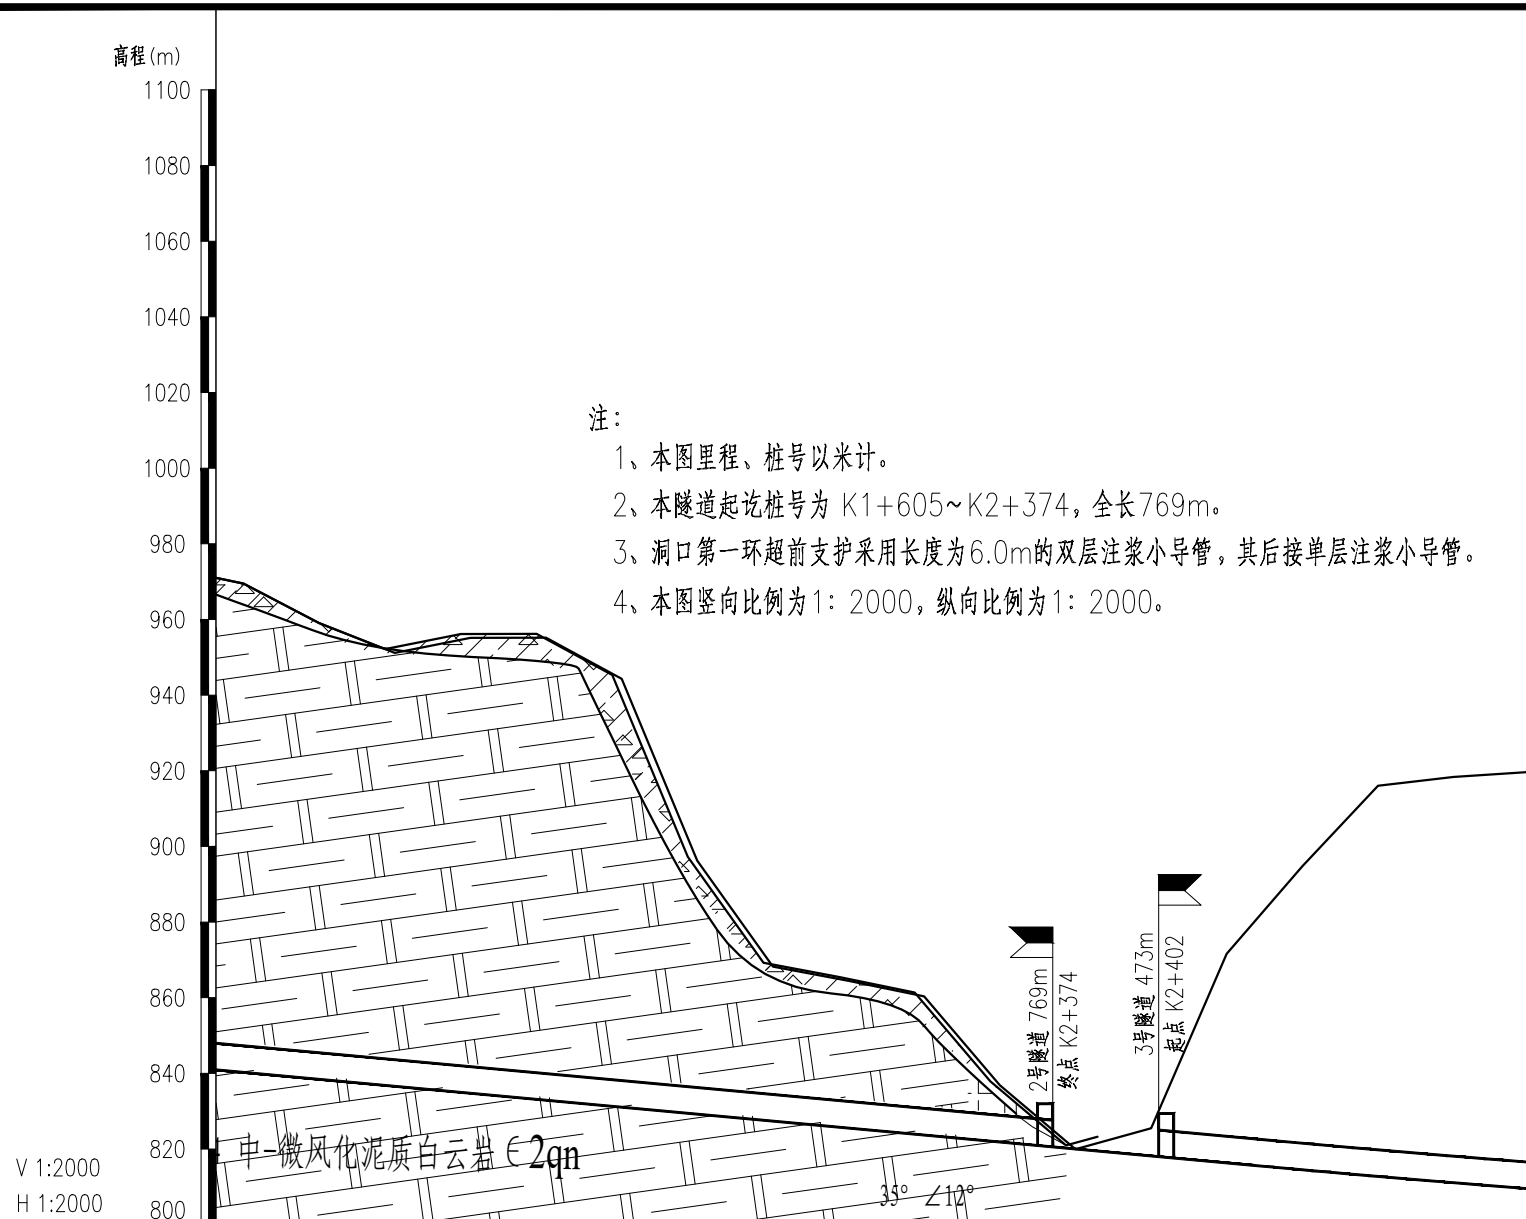 高程(m)
1100
1080
1060
1040
1020
1000
980
960
940
920
900
880
860
840
820
800
注：
1、本图里程、桩号以米计。
2、本隧道起讫桩号为 K1+605~K2+374，全长769m。
3、洞口第一环超前支护采用长度为6.0m的双层注浆小导管，其后接单层注浆小导管。
4、本图竖向比例为1：2000，纵向比例为1：2000。
2号隧道 769m
终点 K2+374
3号隧道 473m
起点 K2+402
中-微风化泥质白云岩 ∈2qn
35° ∠12°
V 1:2000
H 1:2000